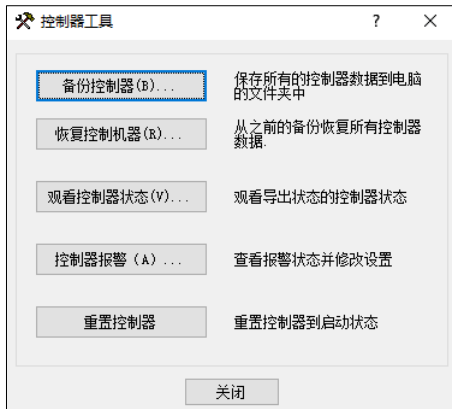 控制器工具
?
备份控制器(B)...
保存所有的控制器数据到电脑
的文件夹中
恢复控制机器(R)...
从之前的备份恢复所有控制器
数据.
观看控制器状态(V)...
观看导出状态的控制器状态
控制器报警 (A) ...
查看报警状态并修改设置
重置控制器
重置控制器到启动状态
关闭